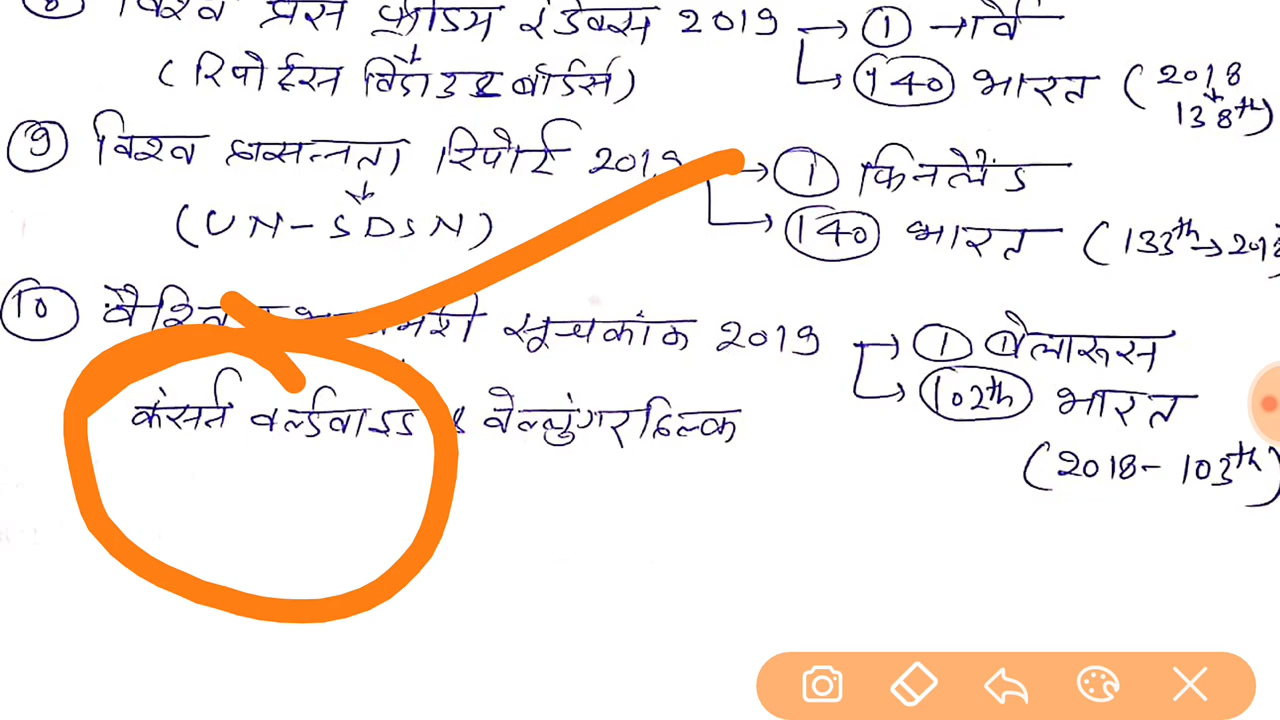 8 विश्व प्रेस फ्रीडम इंडेक्स 2019 → 1 → नार्वे
(रिपोर्टर्स विदाउट बॉर्डर्स) → 140 भारत (2018 → 138th)
9 विश्व प्रसन्नता रिपोर्ट 2019 → 1 फिनलैंड
(UN-SDSN) → 140 भारत (133th → 2018
10 वैश्विक भुखमरी सूचकांक 2019 → 1 बेलारूस
कंसर्न वर्ल्डवाइड & वेल्थुंगरहिल्फ → 102th भारत
(2018 - 103th)